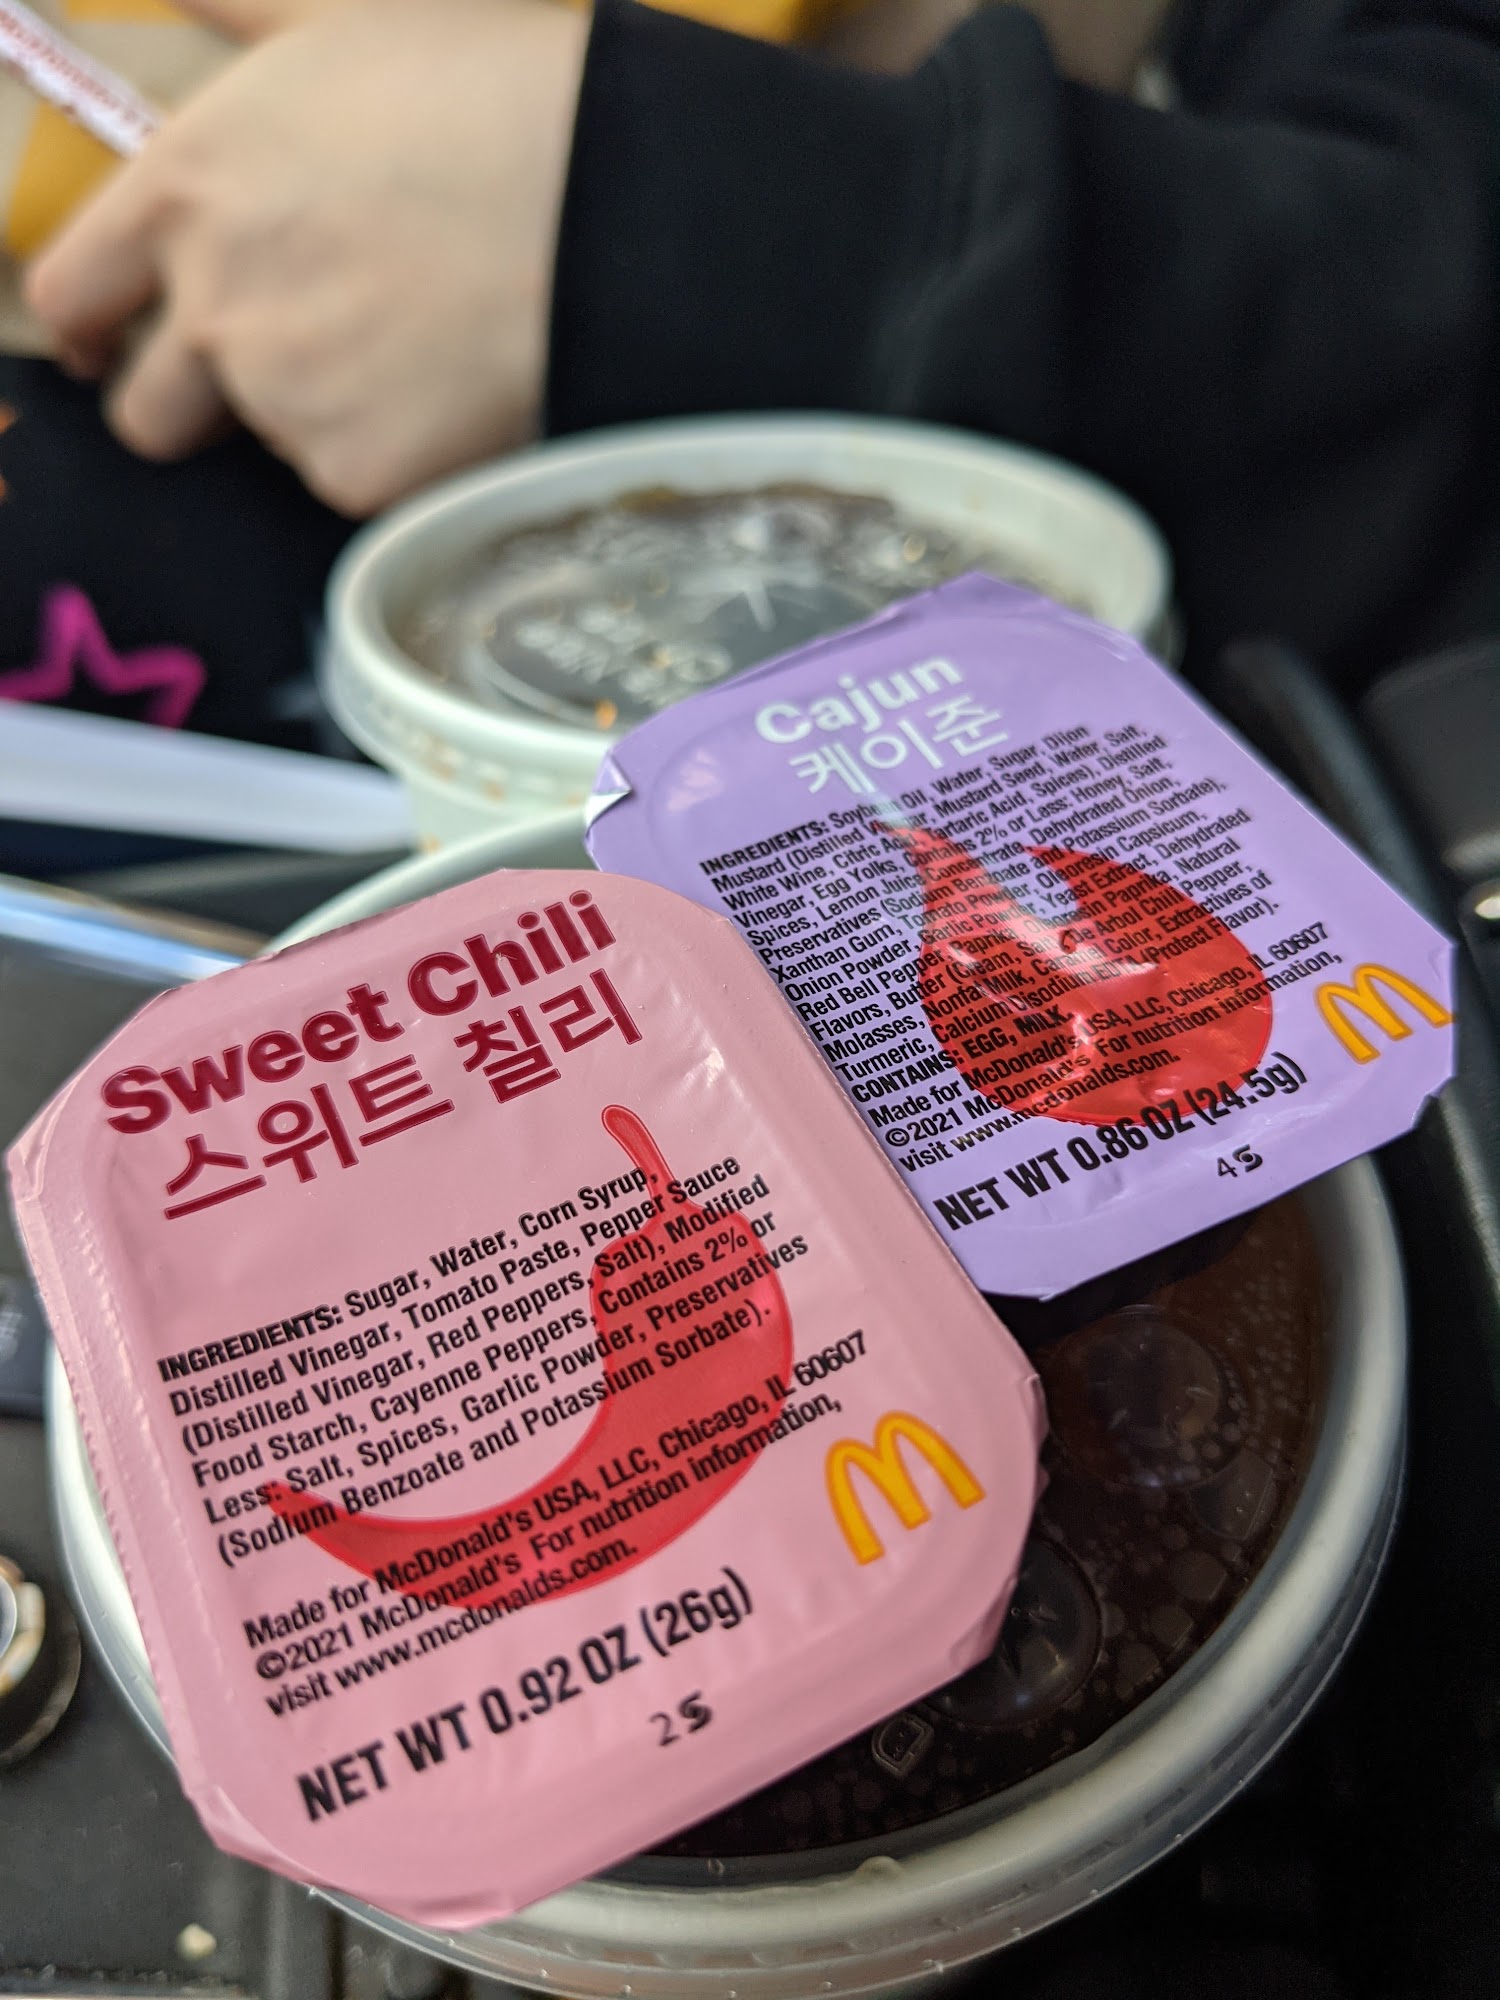 Cajun
케이준
INGREDIENTS: Soybean Oil, Water, Sugar, Dijon
Mustard (Distilled Vinegar, Mustard Seed, Water, Salt,
White Wine, Citric Acid, Tartaric Acid, Spices), Distilled
Vinegar, Egg Yolks, Contains 2% or Less: Honey, Salt,
Spices, Lemon Juice Concentrate, Dehydrated Onion,
Preservatives (Sodium Benzoate and Potassium Sorbate),
Xanthan Gum, Tomato Powder, Oleoresin Capsicum,
Onion Powder, Garlic Powder, Yeast Extract, Dehydrated
Red Bell Pepper, Paprika, Oleoresin Paprika, Natural
Flavors, Butter (Cream, Salt), De Arbol Chili Pepper,
Molasses, Nonfat Milk, Caramel Color, Extractives of
Turmeric, Calcium Disodium EDTA (Protect Flavor).
CONTAINS: EGG, MILK.
Made for McDonald's USA, LLC, Chicago, IL 60607
©2021 McDonald's For nutrition information,
visit www.mcdonalds.com.
NET WT 0.86 OZ (24.5g)
4S
Sweet Chili
스위트 칠리
INGREDIENTS: Sugar, Water, Corn Syrup,
Distilled Vinegar, Tomato Paste, Pepper Sauce
(Distilled Vinegar, Red Peppers, Salt), Modified
Food Starch, Cayenne Peppers, Contains 2% or
Less: Salt, Spices, Garlic Powder, Preservatives
(Sodium Benzoate and Potassium Sorbate).
Made for McDonald's USA, LLC, Chicago, IL 60607
©2021 McDonald's For nutrition information,
visit www.mcdonalds.com.
NET WT 0.92 OZ (26g)
2S